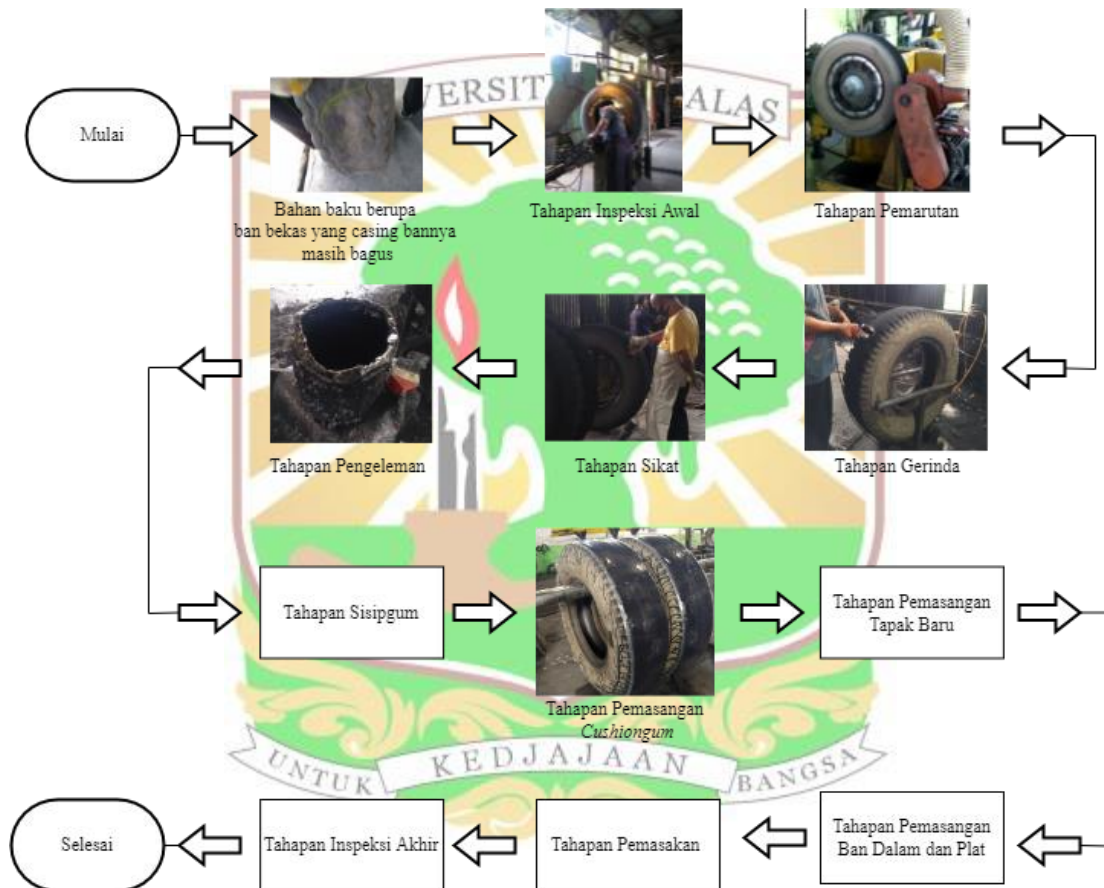 UNIVERSITAS ANDALAS
Mulai
Bahan baku berupa
ban bekas yang casing bannya
masih bagus
Tahapan Inspeksi Awal
Tahapan Pemarutan
Tahapan Pengeleman
Tahapan Sikat
Tahapan Gerinda
Tahapan Sisipgum
Tahapan Pemasangan
Cushiongum
Tahapan Pemasangan
Tapak Baru
UNTUK KEDJAJAAN BANGSA
Selesai
Tahapan Inspeksi Akhir
Tahapan Pemasakan
Tahapan Pemasangan
Ban Dalam dan Plat